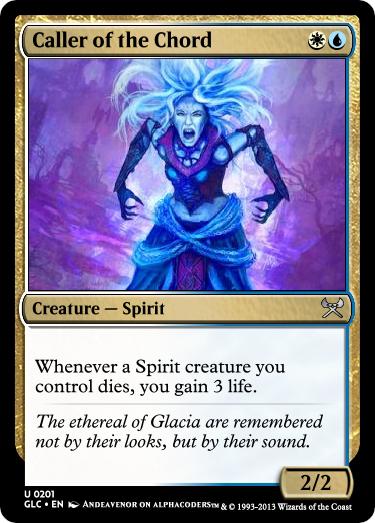 Caller of the Chord
Creature — Spirit
Whenever a Spirit creature you
control dies, you gain 3 life.
The ethereal of Glacia are remembered
not by their looks, but by their sound.
2/2
U 0201
GLC • EN ANDEAVENOR ON ALPHACODERS™ & © 1993-2013 Wizards of the Coast